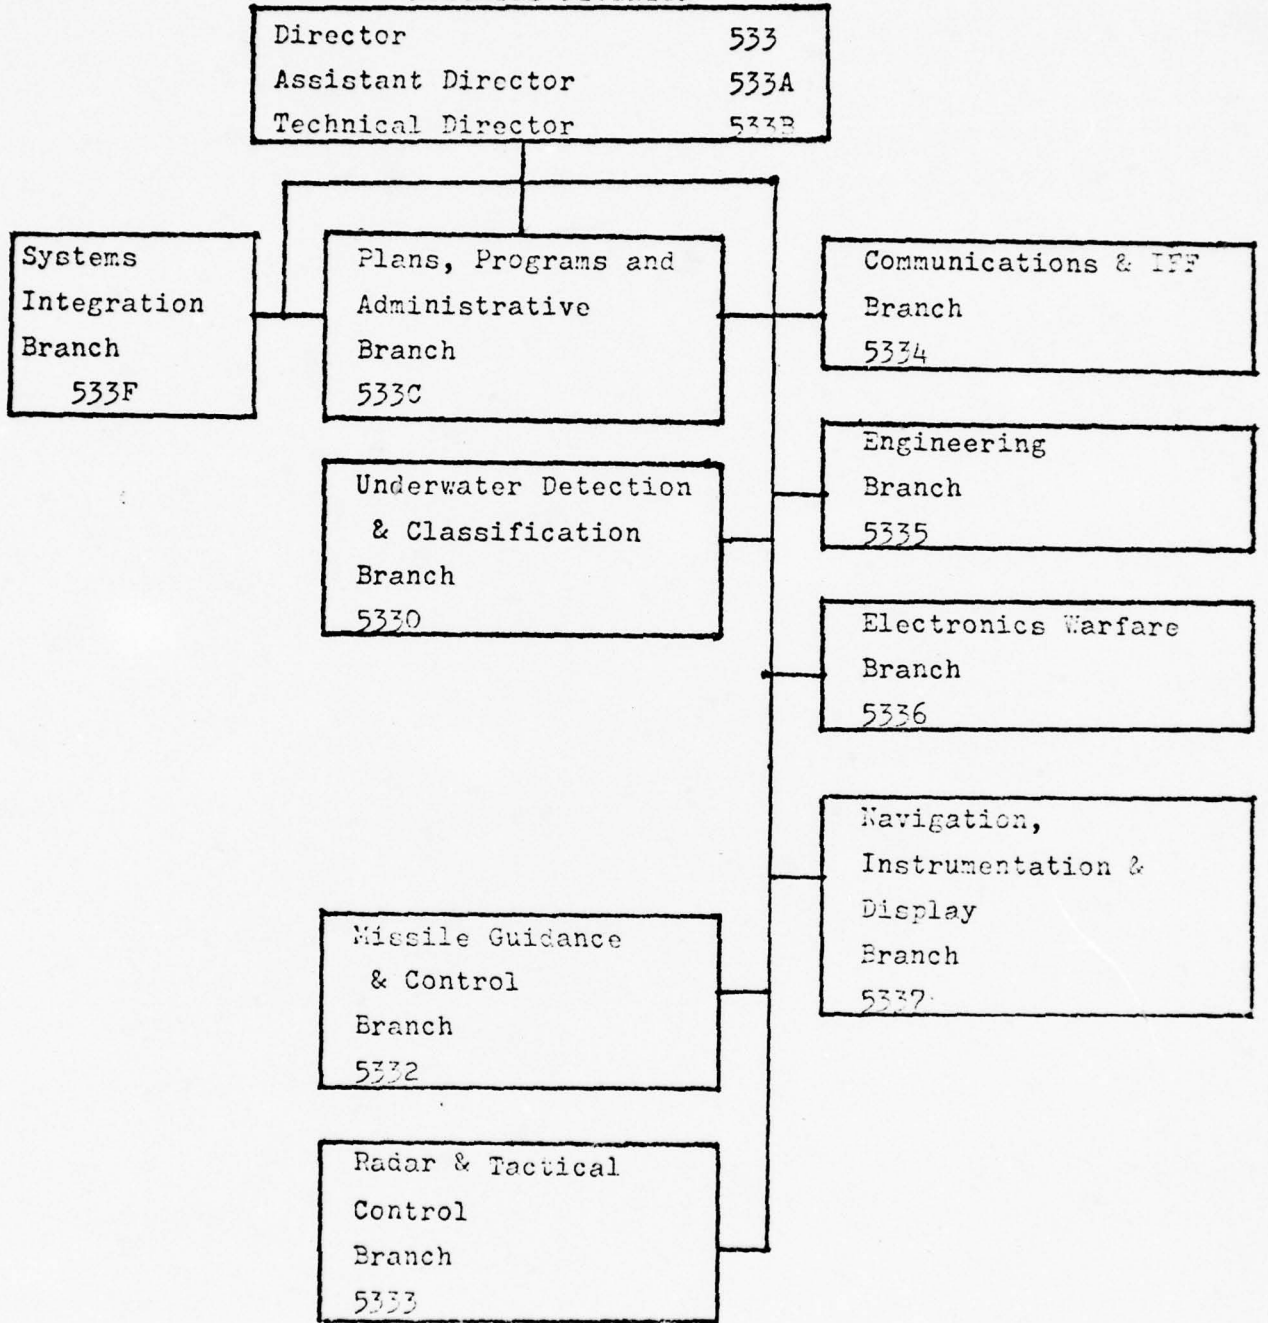 Director 533
Assistant Director 533A
Technical Director 533B
Systems
Integration
Branch
533F
Plans, Programs and
Administrative
Branch
533C
Communications & IFF
Branch
5334
Underwater Detection
& Classification
Branch
5330
Engineering
Branch
5335
Electronics Warfare
Branch
5336
Navigation,
Instrumentation &
Display
Branch
5337
Missile Guidance
& Control
Branch
5332
Radar & Tactical
Control
Branch
5333